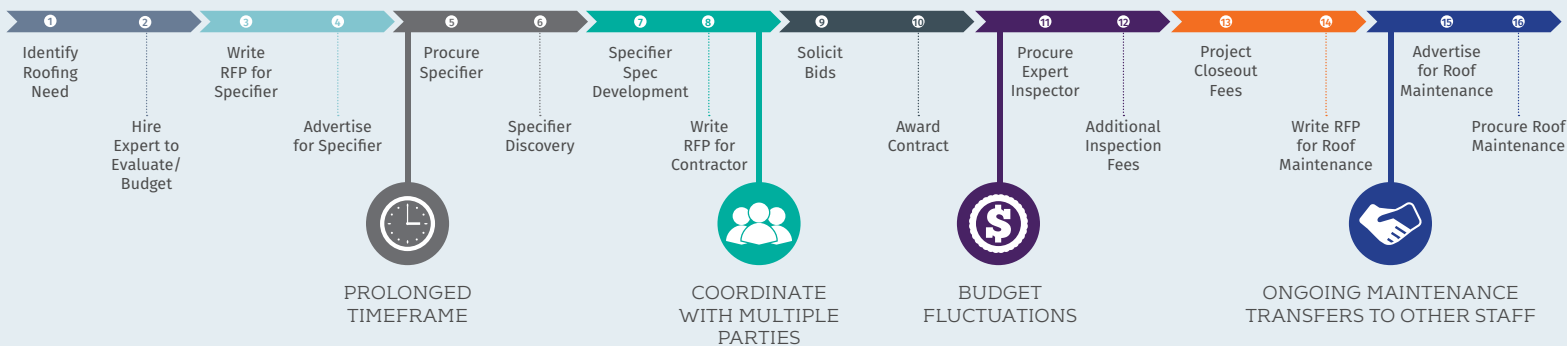 1
2
3
4
5
6
7
8
9
10
11
12
13
14
15
16
Identify
Roofing
Need
Hire
Expert to
Evaluate/
Budget
Write
RFP for
Specifier
Advertise
for Specifier
Procure
Specifier
Specifier
Discovery
Specifier
Spec
Development
Write
RFP for
Contractor
Solicit
Bids
Award
Contract
Procure
Expert
Inspector
Additional
Inspection
Fees
Project
Closeout
Fees
Write RFP
for Roof
Maintenance
Advertise
for Roof
Maintenance
Procure Roof
Maintenance
$
PROLONGED
TIMEFRAME
COORDINATE
WITH MULTIPLE
PARTIES
BUDGET
FLUCTUATIONS
ONGOING MAINTENANCE
TRANSFERS TO OTHER STAFF